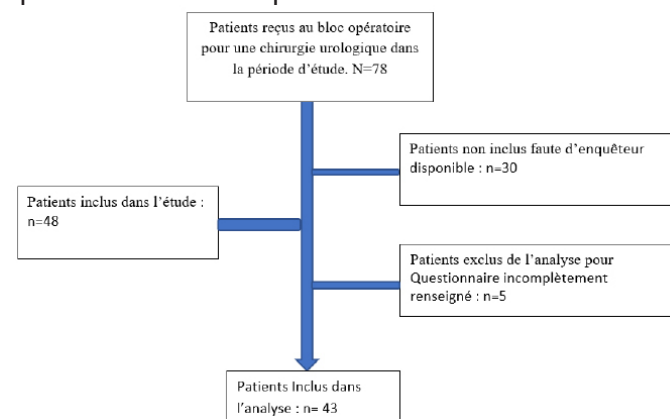 Patients reçus au bloc opératoire
pour une chirurgie urologique dans
la période d’étude. N=78
Patients non inclus faute d’enquêteur
disponible : n=30
Patients inclus dans l’étude :
n=48
Patients exclus de l’analyse pour
Questionnaire incomplètement
renseigné : n=5
Patients Inclus dans
l’analyse : n= 43